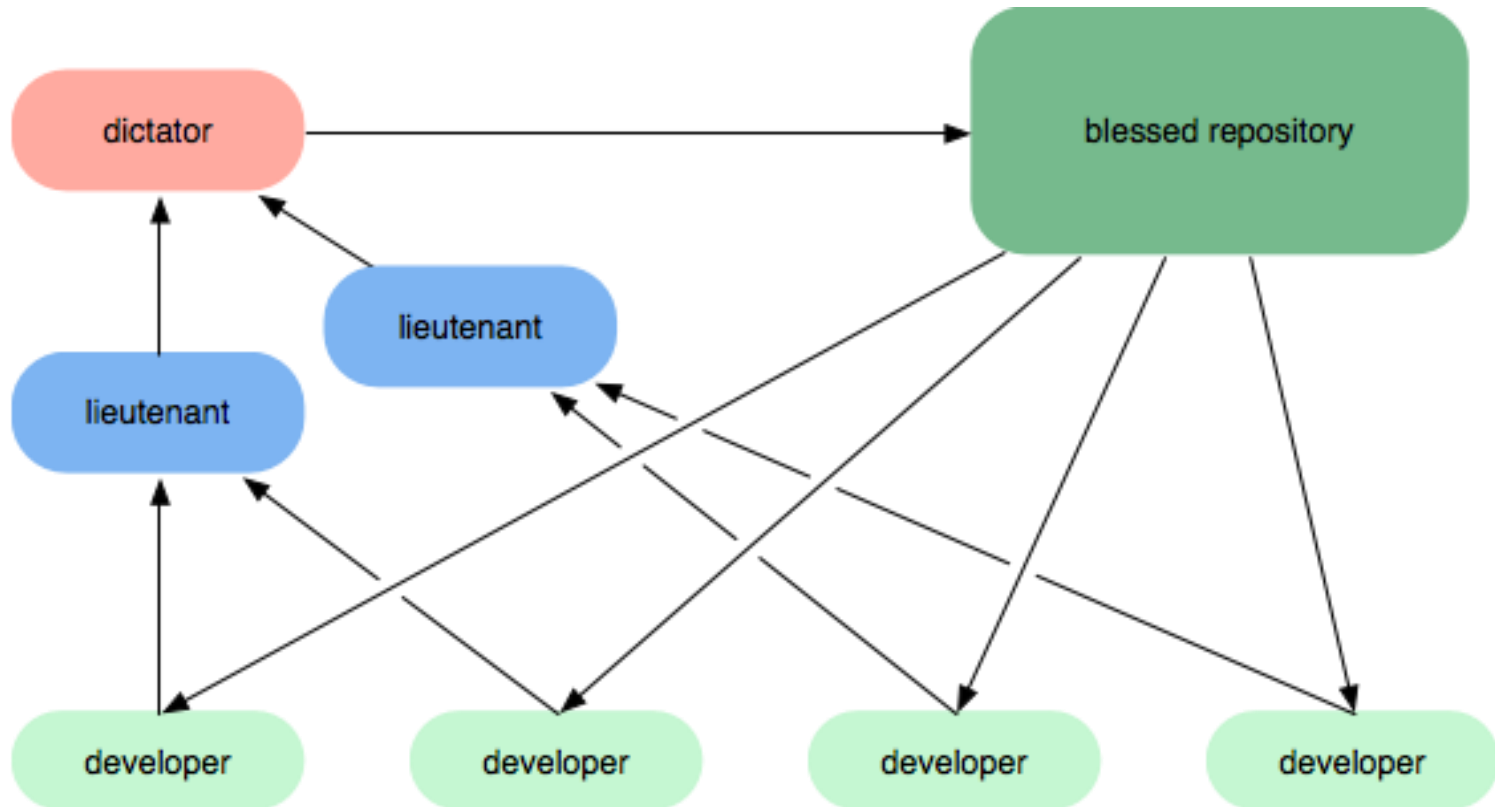 dictator
blessed repository
lieutenant
lieutenant
developer
developer
developer
developer